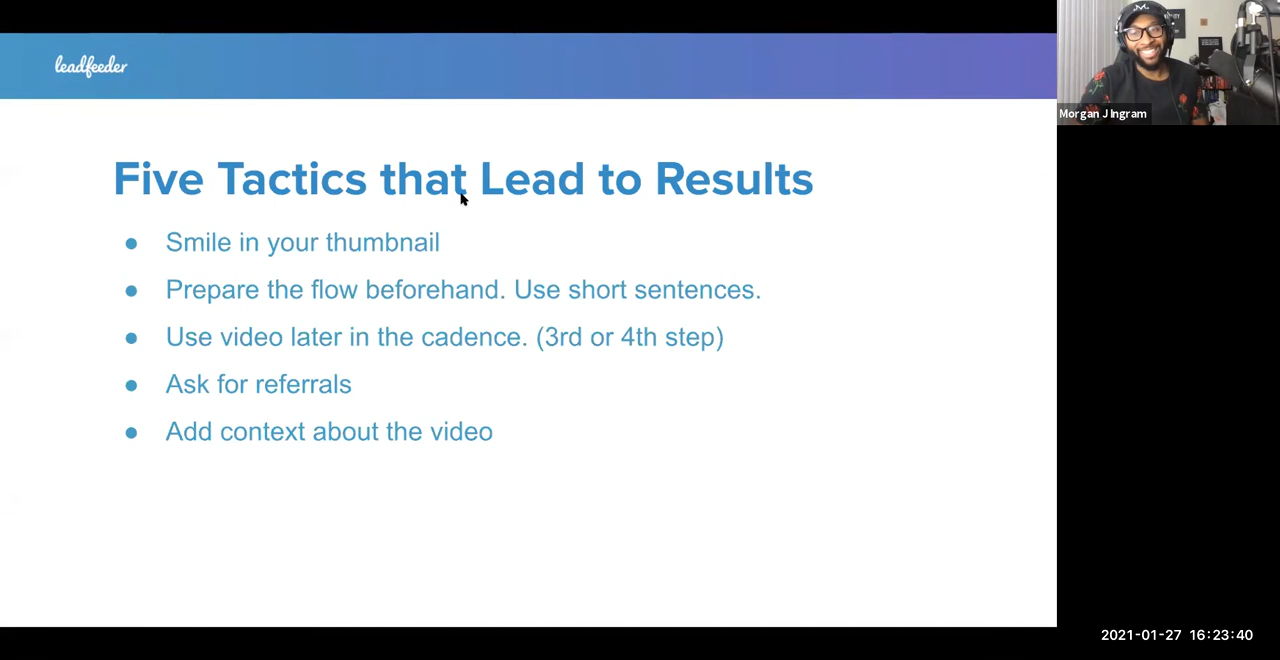 leadfeeder
Morgan J Ingram
Five Tactics that Lead to Results
● Smile in your thumbnail
● Prepare the flow beforehand. Use short sentences.
● Use video later in the cadence. (3rd or 4th step)
● Ask for referrals
● Add context about the video
2021-01-27 16:23:40